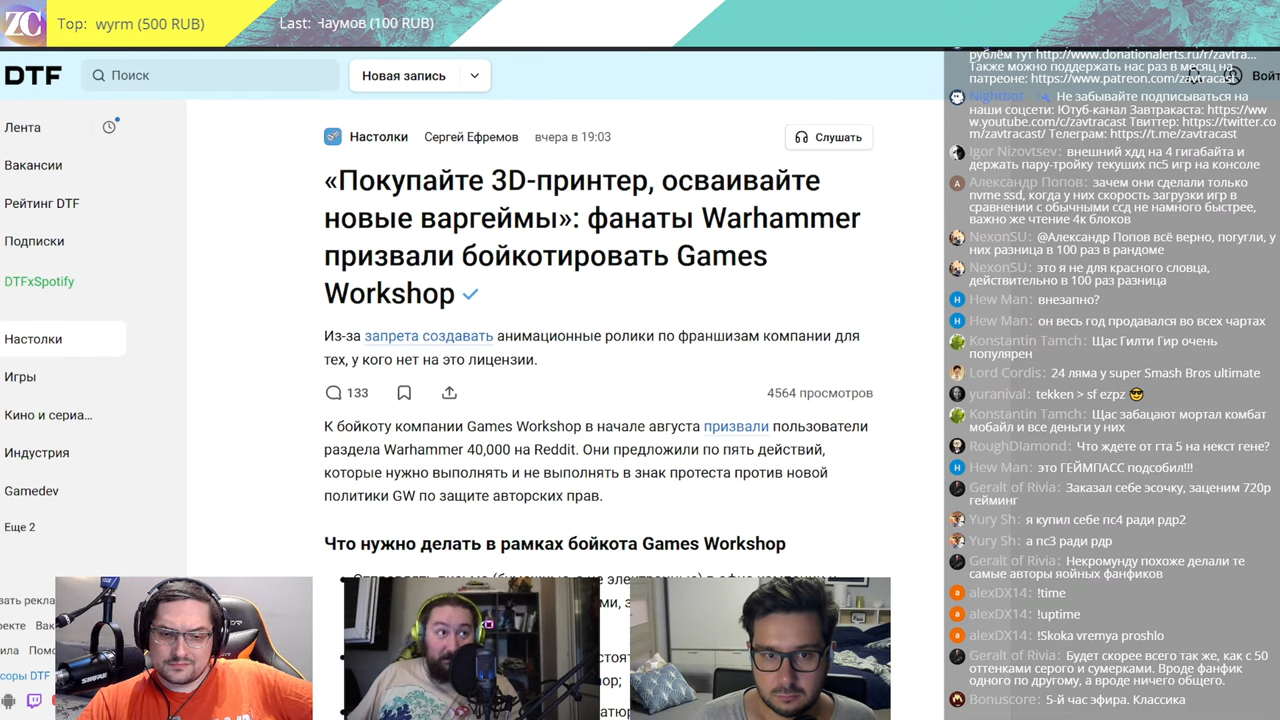 ZC
Top: wyrm (500 RUB)
Last: Наумов (100 RUB)
DTF
Поиск
Новая запись
Войт
Лента
Вакансии
Рейтинг DTF
Подписки
DTFxSpotify
Настолки
Игры
Кино и сериа...
Индустрия
Gamedev
Еще 2
Настолки Сергей Ефремов вчера в 19:03
Слушать
«Покупайте 3D-принтер, осваивайте
новые варгеймы»: фанаты Warhammer
призвали бойкотировать Games
Workshop
Из-за запрета создавать анимационные ролики по франшизам компании для
тех, у кого нет на это лицензии.
133
4564 просмотров
К бойкоту компании Games Workshop в начале августа призвали пользователи
раздела Warhammer 40,000 на Reddit. Они предложили по пять действий,
которые нужно выполнять и не выполнять в знак протеста против новой
политики GW по защите авторских прав.
Что нужно делать в рамках бойкота Games Workshop
SHURE
рублём тут http://www.donationalerts.ru/r/zavtra...
Также можно поддержать нас раз в месяц на
патреоне: https://www.patreon.com/zavtracast
Nightbot: Не забывайте подписываться на
наши соцсети: Ютуб-канал Завтракаста: https://ww
w.youtube.com/c/zavtracast Твиттер: https://twitter.co
m/zavtracast/ Телеграм: https://t.me/zavtracast
Igor Nizovtsev: внешний хдд на 4 гигабайта и
держать пару-тройку текуших пс5 игр на консоле
Александр Попов: зачем они сделали только
nvme ssd, когда у них скорость загрузки игр в
сравнении с обычными ссд не намного быстрее,
важно же чтение 4к блоков
NexonSU: @Александр Попов всё верно, погугли, у
них разница в 100 раз в рандоме
NexonSU: это я не для красного словца,
действительно в 100 раз разница
Hew Man: внезапно?
Hew Man: он весь год продавался во всех чартах
Konstantin Tamch: Щас Гилти Гир очень
популярен
Lord Cordis: 24 ляма у super Smash Bros ultimate
yuranival: tekken > sf ezpz 😎
Konstantin Tamch: Щас забацают мортал комбат
мобайл и все деньги у них
RoughDIamond: Что ждете от гта 5 на некст гене?
Hew Man: это ГЕЙМПАСС подсобил!!!
Geralt of Rivia: Заказал себе эсочку, заценим 720p
гейминг
Yury Sh: я купил себе пс4 ради рдр2
Yury Sh: а пс3 ради рдр
Geralt of Rivia: Некромунду похоже делали те
самые авторы яойных фанфиков
alexDX14: !time
alexDX14: !uptime
alexDX14: !Skoka vremya proshlo
Geralt of Rivia: Будет скорее всего так же, как с 50
оттенками серого и сумерками. Вроде фанфик
одного по другому, а вроде ничего общего.
Bonuscore: 5-й час эфира. Классика